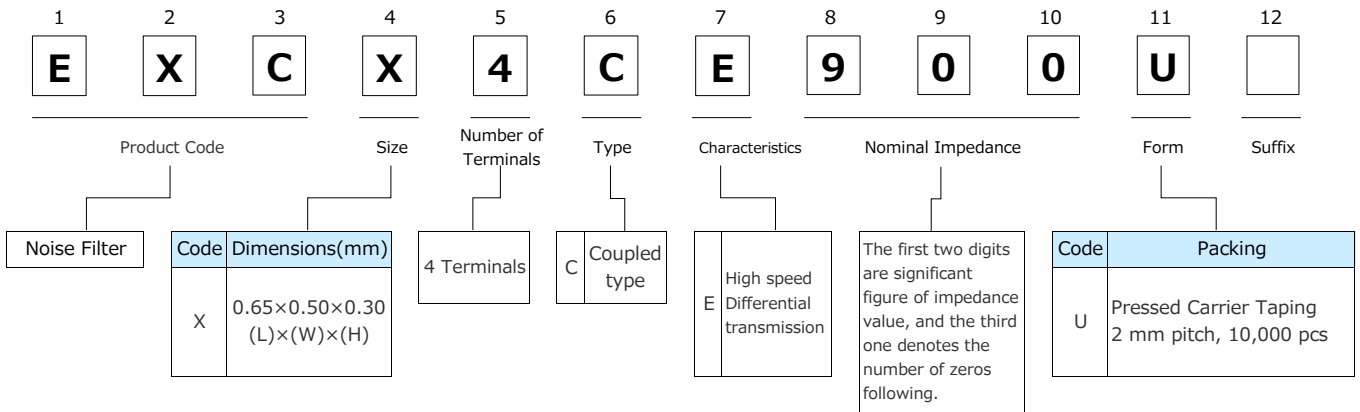 1 2 3 4 5 6 7 8 9 10 11 12
E X C X 4 C E 9 0 0 U
Product Code
Size
Number of
Terminals
Type
Characteristics
Nominal Impedance
Form
Suffix
Noise Filter
Code Dimensions(mm)
X
0.65×0.50×0.30
(L)×(W)×(H)
4 Terminals
C
Coupled
type
E
High speed
Differential
transmission
The first two digits
are significant
figure of impedance
value, and the third
one denotes the
number of zeros
following.
Code Packing
U
Pressed Carrier Taping
2 mm pitch, 10,000 pcs